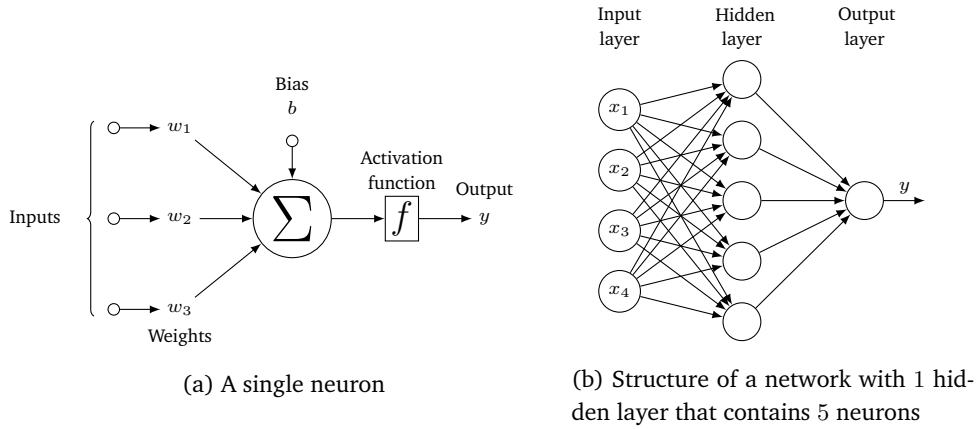 Bias
b
w₁
w₂
w₃
Inputs
Weights
∑
Activation
function
f
Output
y
(a) A single neuron
Input
layer
Hidden
layer
Output
layer
x₁
x₂
x₃
x₄
y
(b) Structure of a network with 1 hid-
den layer that contains 5 neurons